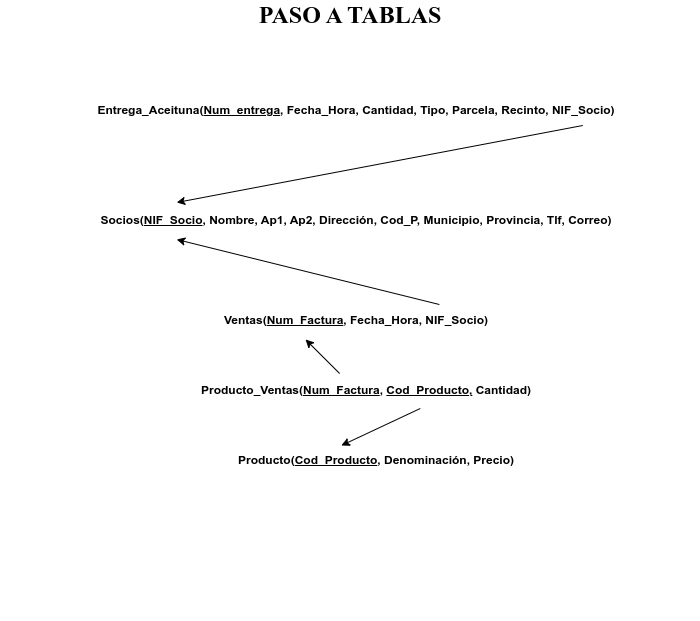 PASO A TABLAS
Entrega_Aceituna(Num_entrega, Fecha_Hora, Cantidad, Tipo, Parcela, Recinto, NIF_Socio)
Socios(NIF_Socio, Nombre, Ap1, Ap2, Dirección, Cod_P, Municipio, Provincia, Tlf, Correo)
Ventas(Num_Factura, Fecha_Hora, NIF_Socio)
Producto_Ventas(Num_Factura, Cod_Producto, Cantidad)
Producto(Cod_Producto, Denominación, Precio)